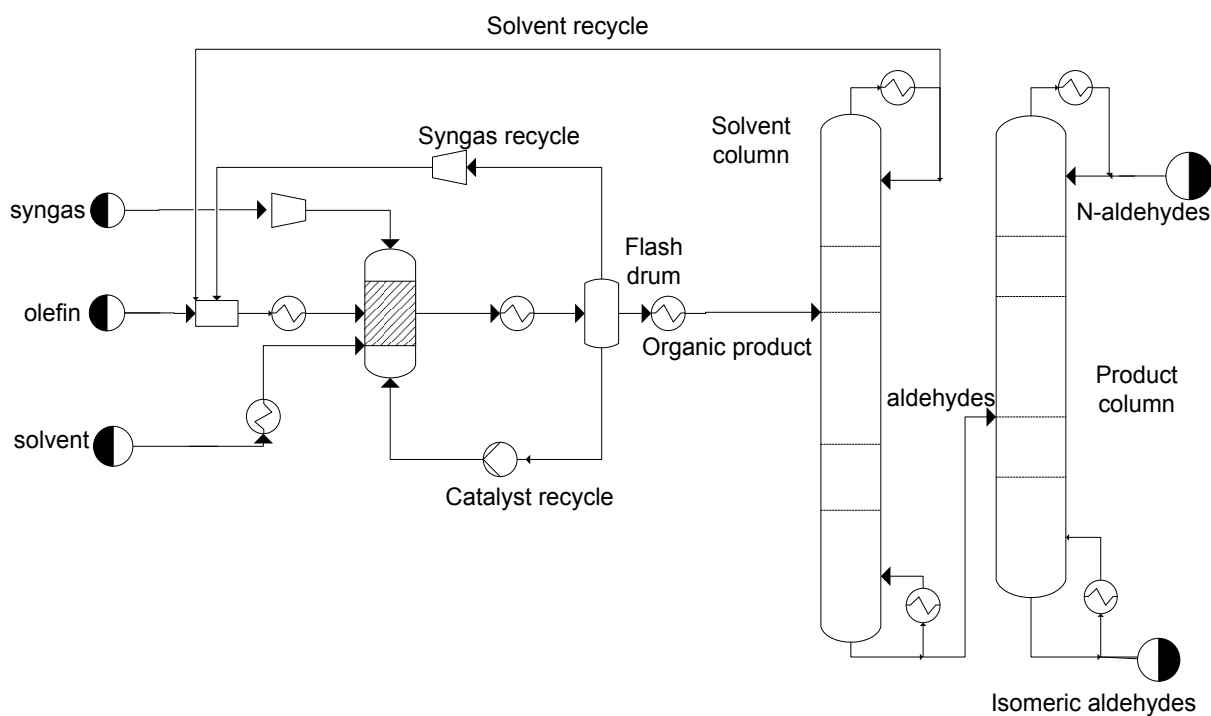 Solvent recycle
Syngas recycle
Solvent
column
syngas
N-aldehydes
Flash
drum
olefin
Organic product
aldehydes
Product
column
solvent
Catalyst recycle
Isomeric aldehydes